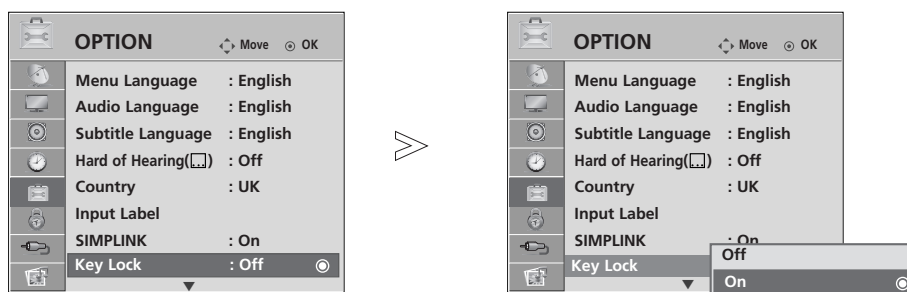 OPTION Move OK
Menu Language : English
Audio Language : English
Subtitle Language : English
Hard of Hearing( ) : Off
Country : UK
Input Label
SIMPLINK : On
Key Lock : Off
OPTION Move OK
Menu Language : English
Audio Language : English
Subtitle Language : English
Hard of Hearing( ) : Off
Country : UK
Input Label
SIMPLINK : On
Key Lock
Off
On